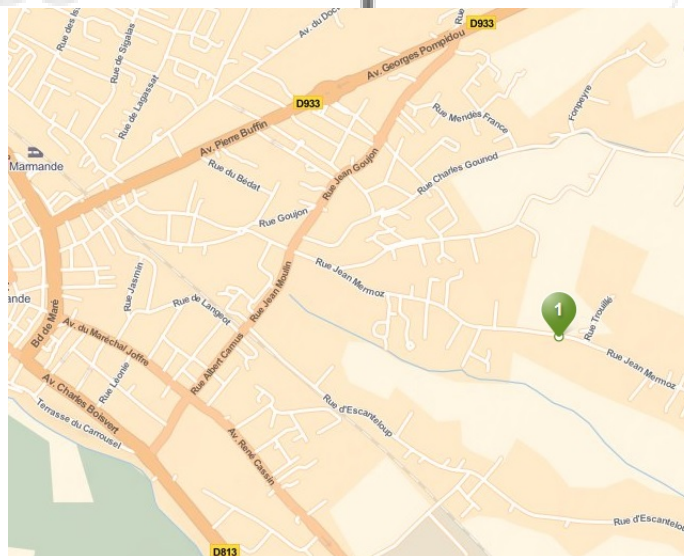 D933
Rue
Av. du Doc
Rue des Is
Rue de Sigalas
Av. Georges Pompidou
Rue de Lagassat
D933
Fonpeyre
Rue Mendès France
Av. Pierre Buffin
Marmande
Rue Jean Goujon
Rue du Bédat
Rue Charles Gounod
Rue Goujon
Rue Jean Mermoz
Rue Jasmin
Rue de Langeot
Rue Jean Moulin
1
Rue Trouillé
ande
Bd de Maré
Av. du Maréchal Joffre
Rue Jean Mermoz
Rue Albert Camus
Rue Léonie
Av. Charles Boisvert
Terrasse du Carrousel
Rue d'Escanteloup
Av. René Cassin
Rue d'Escantelou
D813